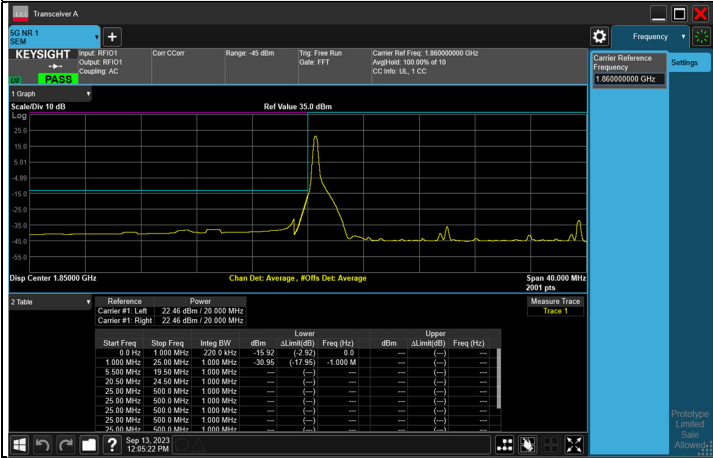 Transceiver A
5G NR 1
SEM
Frequency
KEYSIGHT
Input: RFIO1
Output: RFIO1
Coupling: AC
Corr CCorr
Range: -45 dBm
Trig: Free Run
Gate: FFT
Carrier Ref Freq: 1.860000000 GHz
Avg|Hold: 100.00% of 10
CC Info: UL, 1 CC
PASS
Carrier Reference
Frequency
1.860000000 GHz
Settings
1 Graph
Scale/Div 10 dB
Ref Value 35.0 dBm
Log
25.0
15.0
5.01
-4.99
-15.0
-25.0
-35.0
-45.0
-55.0
Disp Center 1.85000 GHz
Chan Det: Average, #Offs Det: Average
Span 40.000 MHz
2001 pts
2 Table
Reference Power
Carrier #1: Left 22.46 dBm / 20.000 MHz
Carrier #1: Right 22.46 dBm / 20.000 MHz
Measure Trace
Trace 1
Lower Upper
Start Freq Stop Freq Integ BW dBm ΔLimit(dB) Freq (Hz) dBm ΔLimit(dB) Freq (Hz)
0.0 Hz 1.000 MHz 220.0 kHz -15.92 (-2.92) 0.0 --- (---) ---
1.000 MHz 25.00 MHz 1.000 MHz -30.95 (-17.95) -1.000 M --- (---) ---
5.500 MHz 19.50 MHz 1.000 MHz --- (---) --- --- (---) ---
20.50 MHz 24.50 MHz 1.000 MHz --- (---) --- --- (---) ---
25.00 MHz 500.0 MHz 1.000 MHz --- (---) --- --- (---) ---
25.00 MHz 500.0 MHz 1.000 MHz --- (---) --- --- (---) ---
25.00 MHz 500.0 MHz 1.000 MHz --- (---) --- --- (---) ---
25.00 MHz 500.0 MHz 1.000 MHz --- (---) --- --- (---) ---
25.00 MHz 500.0 MHz 1.000 MHz --- (---) --- --- (---) ---
Prototype
Limited
Sale
Allowed
Sep 13, 2023
12:05:22 PM